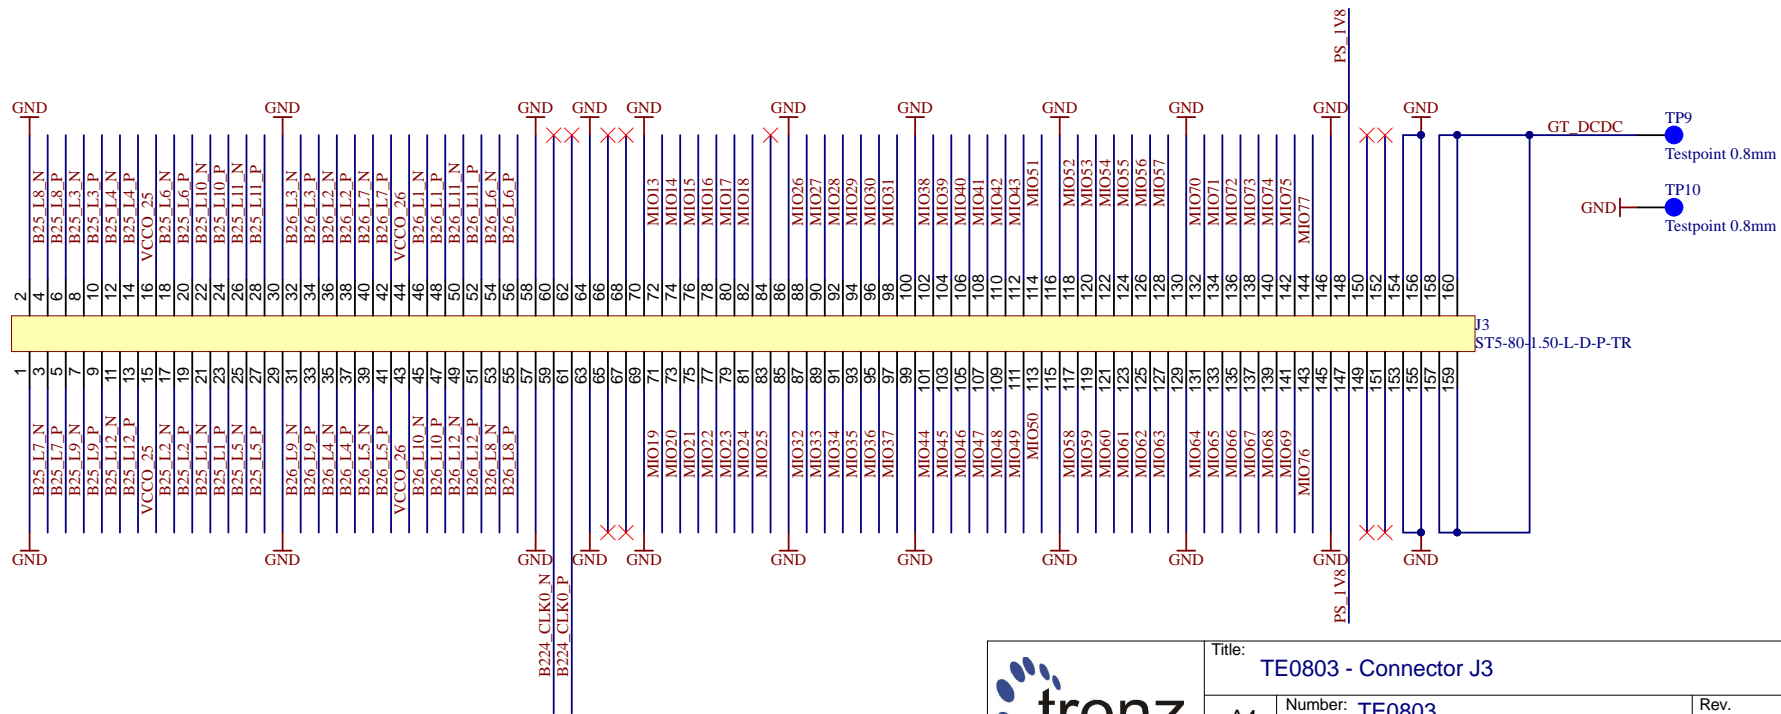 PS_1V8
GND GND GND GND GND GND GND GND GND GND GND
B25_L8_N
B25_L8_P
B25_L3_N
B25_L3_P
B25_L4_N
B25_L4_P
VCCO_25
B25_L6_N
B25_L6_P
B25_L10_N
B25_L10_P
B25_L11_N
B25_L11_P
B26_L3_N
B26_L3_P
B26_L2_N
B26_L2_P
B26_L7_N
B26_L7_P
VCCO_26
B26_L1_N
B26_L1_P
B26_L11_N
B26_L11_P
B26_L6_N
B26_L6_P
MIO13
MIO14
MIO15
MIO16
MIO17
MIO18
MIO26
MIO27
MIO28
MIO29
MIO30
MIO31
MIO38
MIO39
MIO40
MIO41
MIO42
MIO43
MIO51
MIO52
MIO53
MIO54
MIO55
MIO56
MIO57
MIO70
MIO71
MIO72
MIO73
MIO74
MIO75
MIO77
GT_DCDC
TP9
Testpoint 0.8mm
TP10
GND
Testpoint 0.8mm
2 4 6 8 10 12 14 16 18 20 22 24 26 28 30 32 34 36 38 40 42 44 46 48 50 52 54 56 58 60 62 64 66 68 70 72 74 76 78 80 82 84 86 88 90 92 94 96 98 100 102 104 106 108 110 112 114 116 118 120 122 124 126 128 130 132 134 136 138 140 142 144 146 148 150 152 154 156 158 160
J3
ST5-80-1.50-L-D-P-TR
1 3 5 7 9 11 13 15 17 19 21 23 25 27 29 31 33 35 37 39 41 43 45 47 49 51 53 55 57 59 61 63 65 67 69 71 73 75 77 79 81 83 85 87 89 91 93 95 97 99 101 103 105 107 109 111 113 115 117 119 121 123 125 127 129 131 133 135 137 139 141 143 145 147 149 151 153 155 157 159
B25_L7_N
B25_L7_P
B25_L9_N
B25_L9_P
B25_L12_N
B25_L12_P
VCCO_25
B25_L2_N
B25_L2_P
B25_L1_N
B25_L1_P
B25_L5_N
B25_L5_P
B26_L9_N
B26_L9_P
B26_L4_N
B26_L4_P
B26_L5_N
B26_L5_P
VCCO_26
B26_L10_N
B26_L10_P
B26_L12_N
B26_L12_P
B26_L8_N
B26_L8_P
MIO19
MIO20
MIO21
MIO22
MIO23
MIO24
MIO25
MIO32
MIO33
MIO34
MIO35
MIO36
MIO37
MIO44
MIO45
MIO46
MIO47
MIO48
MIO49
MIO50
MIO58
MIO59
MIO60
MIO61
MIO62
MIO63
MIO64
MIO65
MIO66
MIO67
MIO68
MIO69
MIO76
GND GND GND GND GND GND GND GND GND GND GND
B224_CLK0_N
B224_CLK0_P
PS_1V8
Title:
TE0803 - Connector J3
trenz
A4
Number: TE0803
Rev.